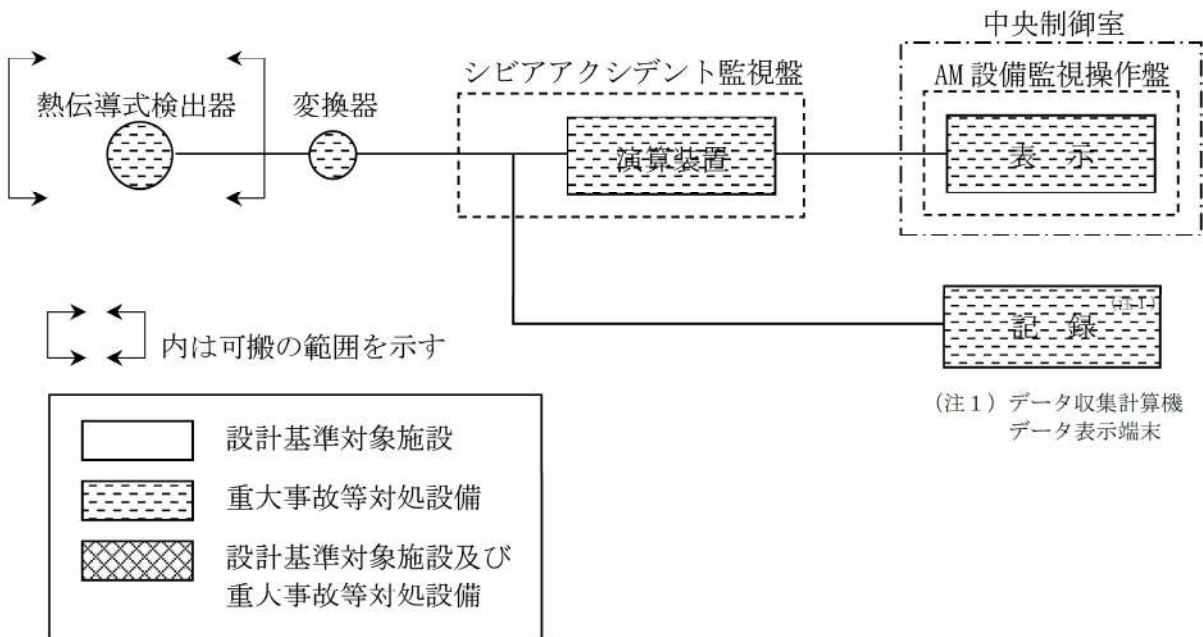 中央制御室
シビアアクシデント監視盤
AM 設備監視操作盤
熱伝導式検出器
変換器
演算装置
表 示
記 録 (注1)
内は可搬の範囲を示す
(注1) データ収集計算機
データ表示端末
設計基準対象施設
重大事故等対処設備
設計基準対象施設及び
重大事故等対処設備